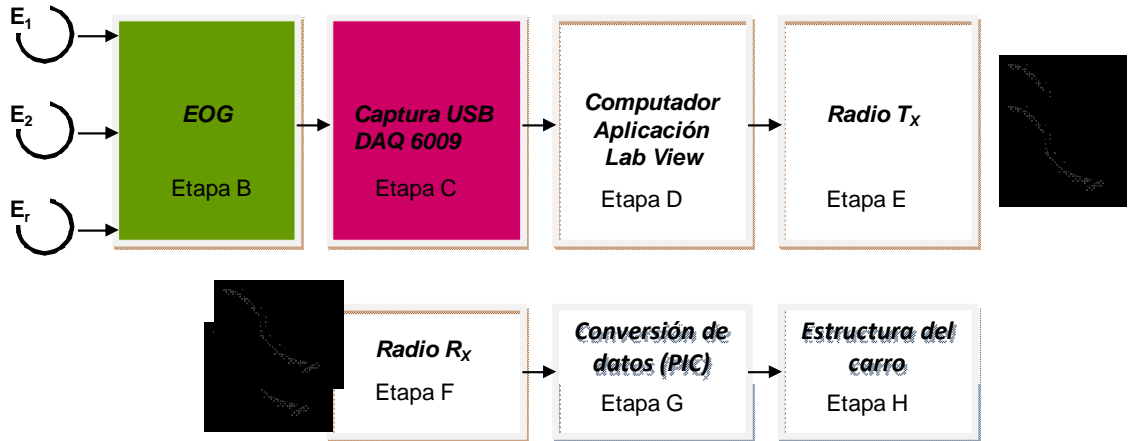 E1
E2
Er
EOG
Etapa B
Captura USB
DAQ 6009
Etapa C
Computador
Aplicación
Lab View
Etapa D
Radio TX
Etapa E
Radio RX
Etapa F
Conversión de
datos (PIC)
Etapa G
Estructura del
carro
Etapa H